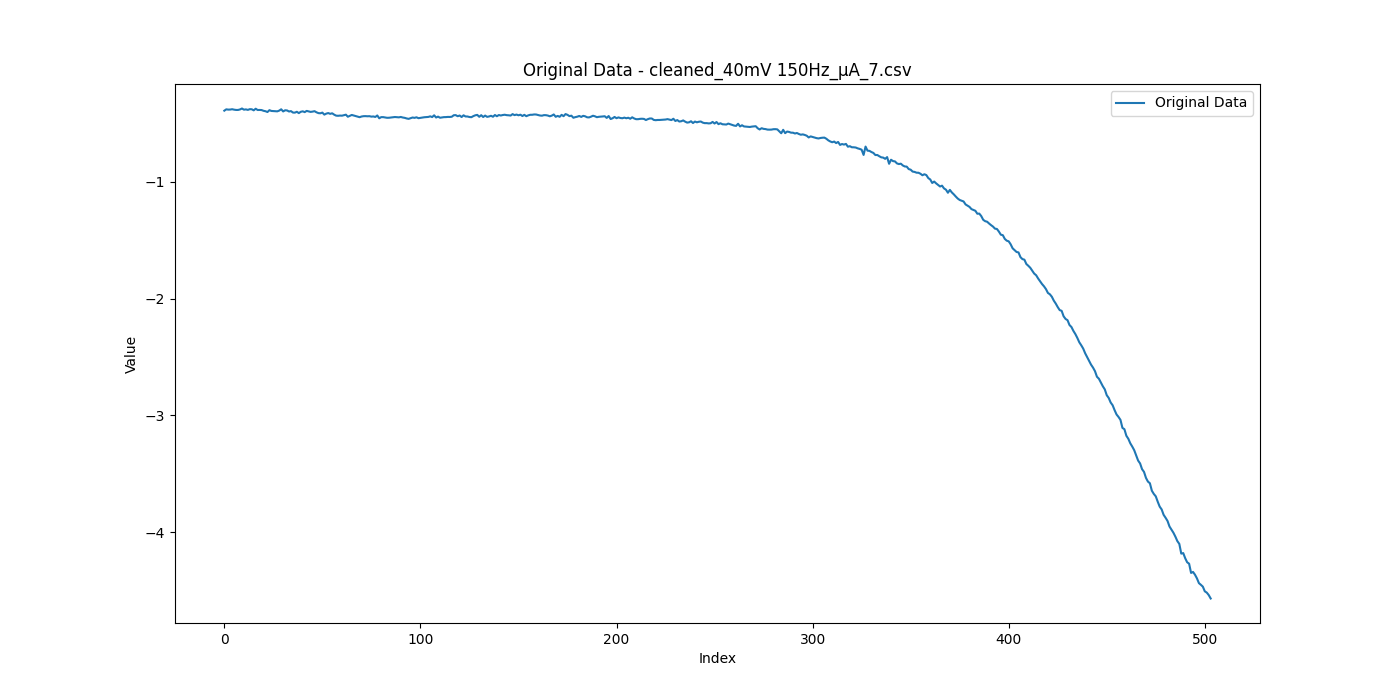 Original Data - cleaned_40mV 150Hz_µA_7.csv
Original Data
−1
−2
−3
−4
Value
0 100 200 300 400 500
Index